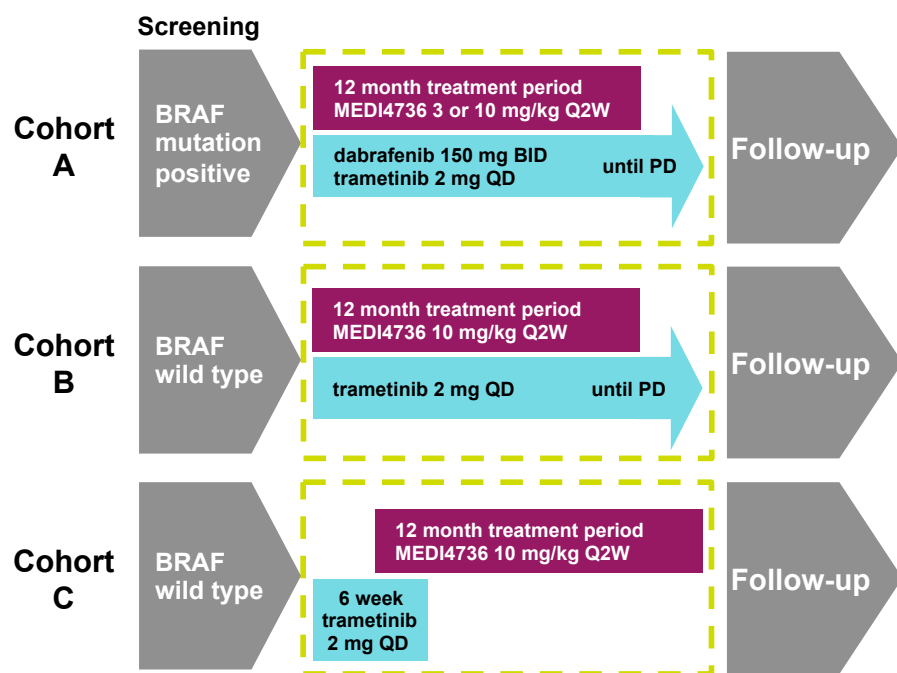 Screening
Cohort
A
BRAF
mutation
positive
12 month treatment period
MEDI4736 3 or 10 mg/kg Q2W
dabrafenib 150 mg BID
trametinib 2 mg QD
until PD
Follow-up
Cohort
B
BRAF
wild type
12 month treatment period
MEDI4736 10 mg/kg Q2W
trametinib 2 mg QD
until PD
Follow-up
Cohort
C
BRAF
wild type
12 month treatment period
MEDI4736 10 mg/kg Q2W
6 week
trametinib
2 mg QD
Follow-up